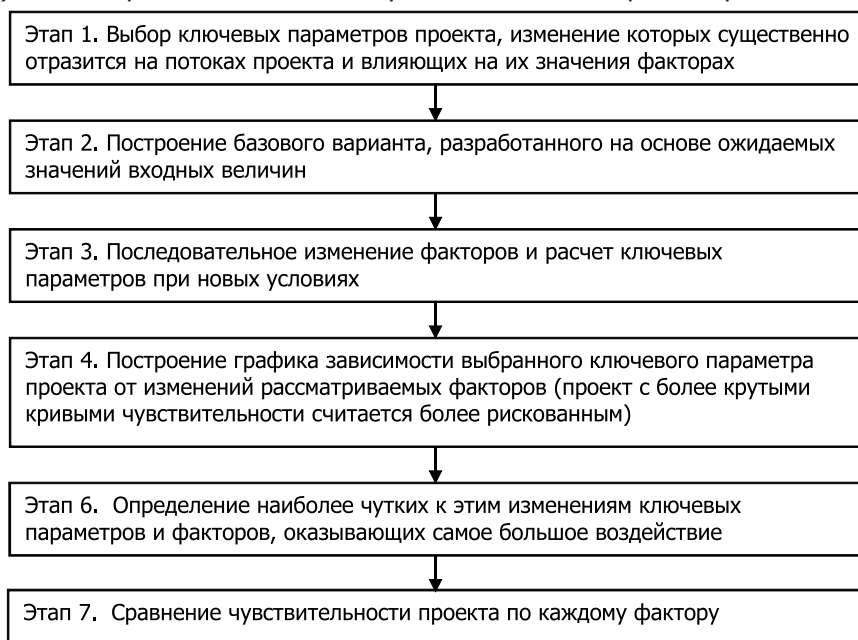 Этап 1. Выбор ключевых параметров проекта, изменение которых существенно
отразится на потоках проекта и влияющих на их значения факторах
Этап 2. Построение базового варианта, разработанного на основе ожидаемых
значений входных величин
Этап 3. Последовательное изменение факторов и расчет ключевых
параметров при новых условиях
Этап 4. Построение графика зависимости выбранного ключевого параметра
проекта от изменений рассматриваемых факторов (проект с более крутыми
кривыми чувствительности считается более рискованным)
Этап 6. Определение наиболее чутких к этим изменениям ключевых
параметров и факторов, оказывающих самое большое воздействие
Этап 7. Сравнение чувствительности проекта по каждому фактору